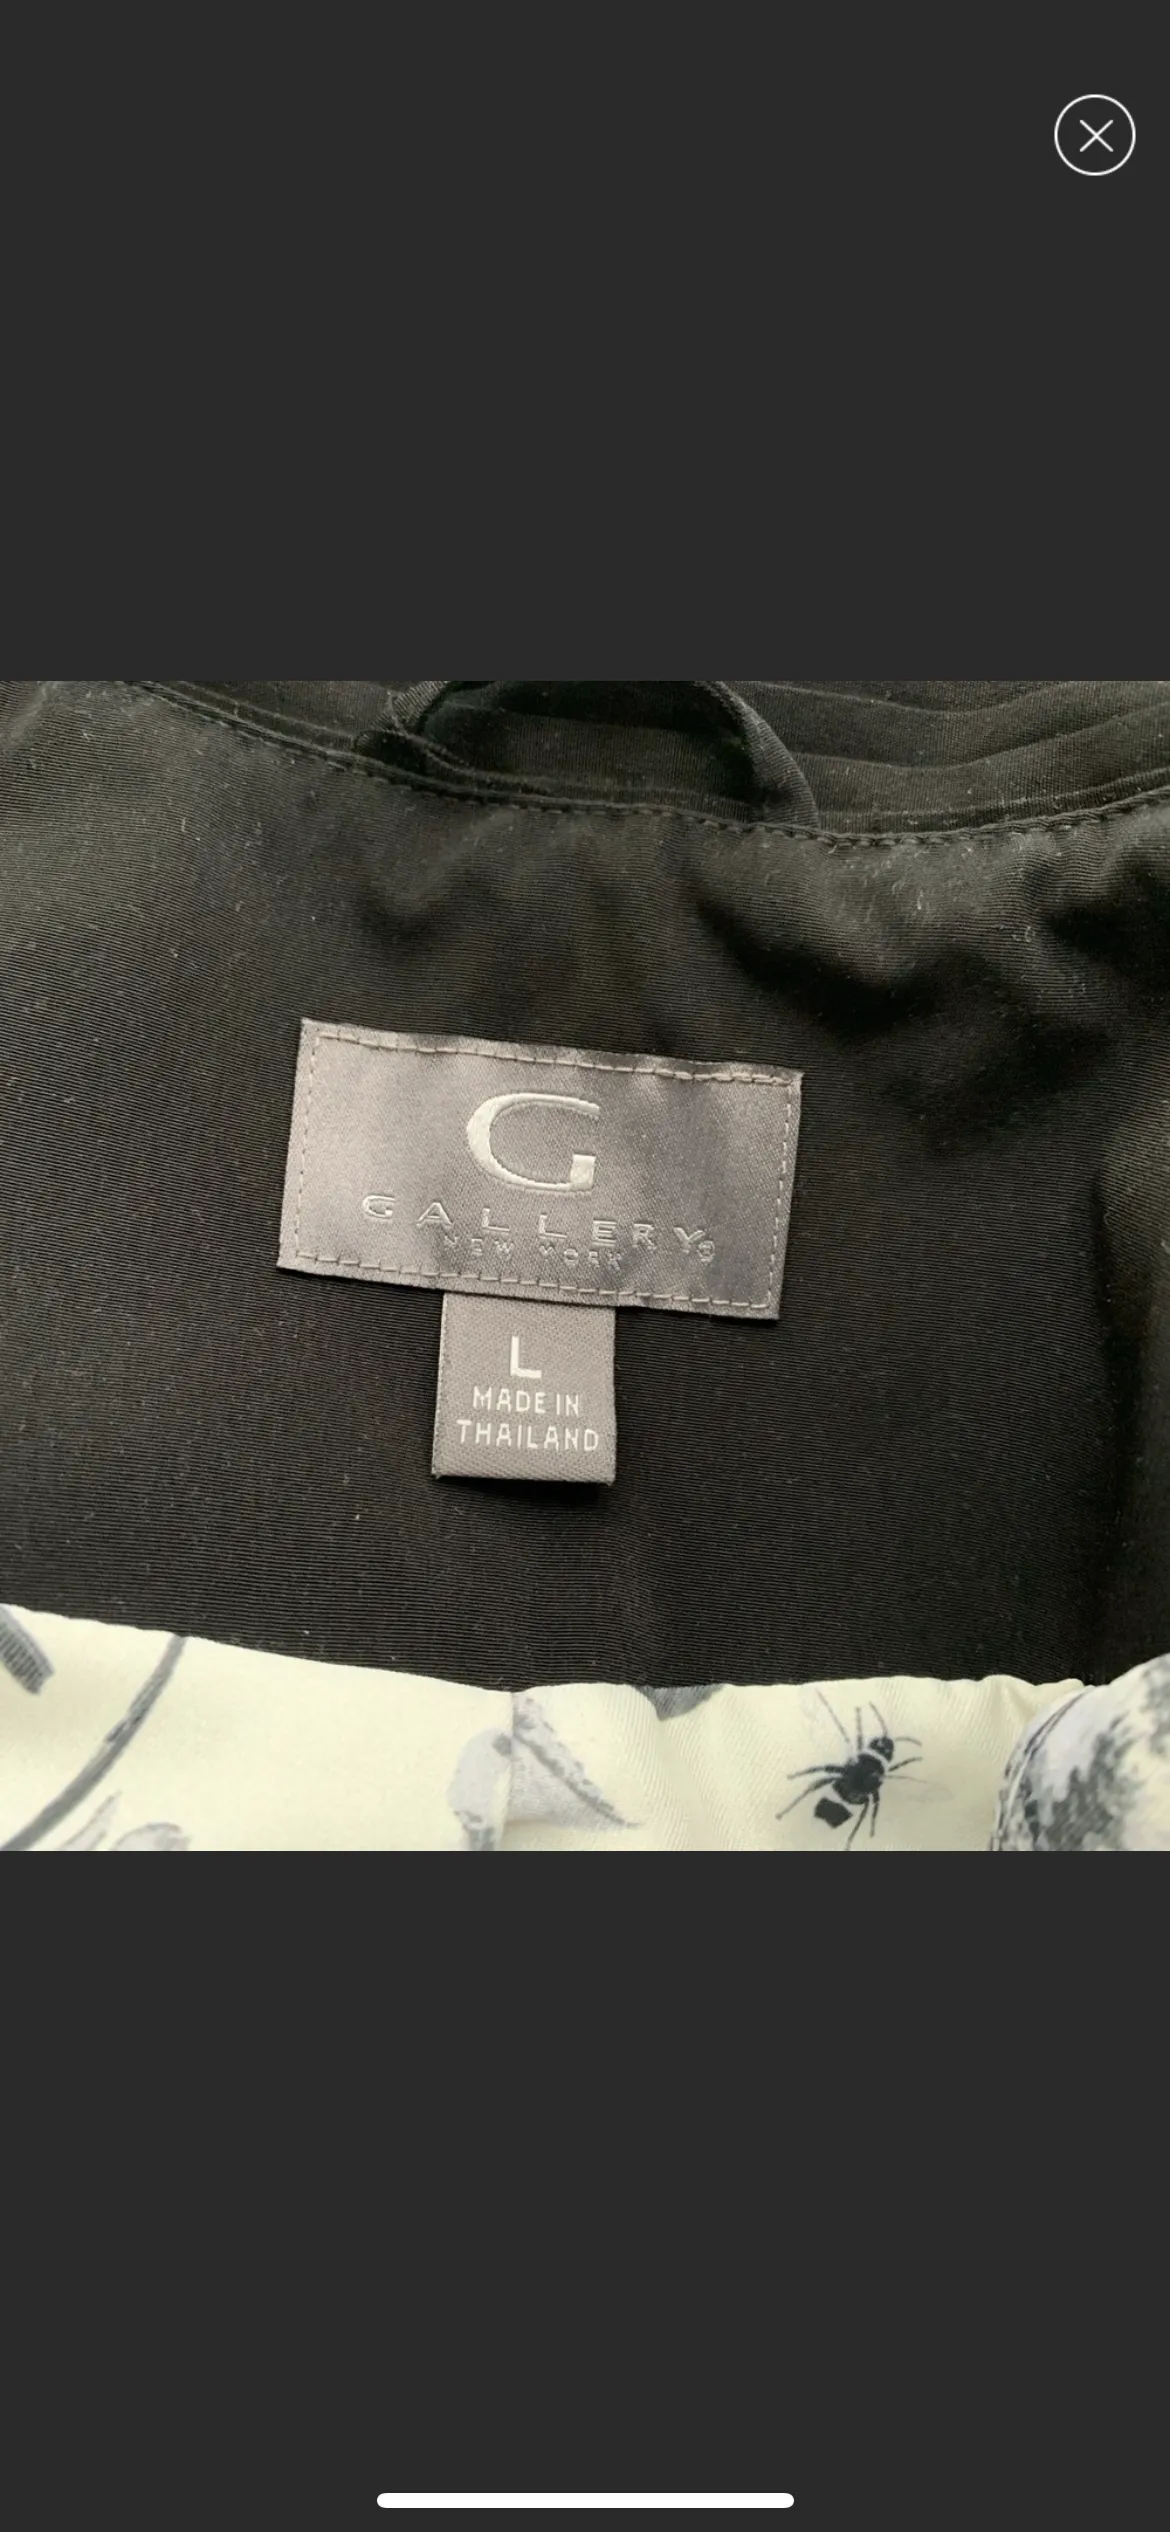 G
GALLERY®
NEW YORK
L
MADE IN
THAILAND